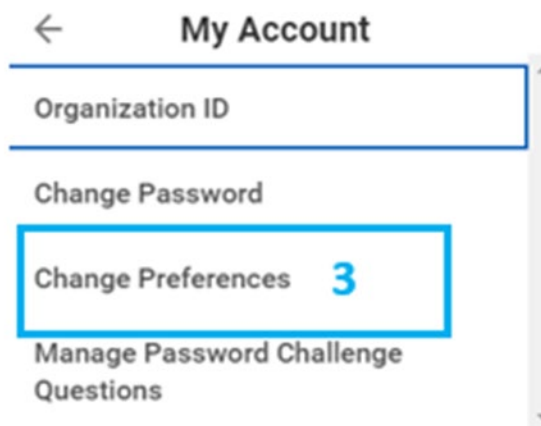 My Account
Organization ID
Change Password
Change Preferences 3
Manage Password Challenge
Questions